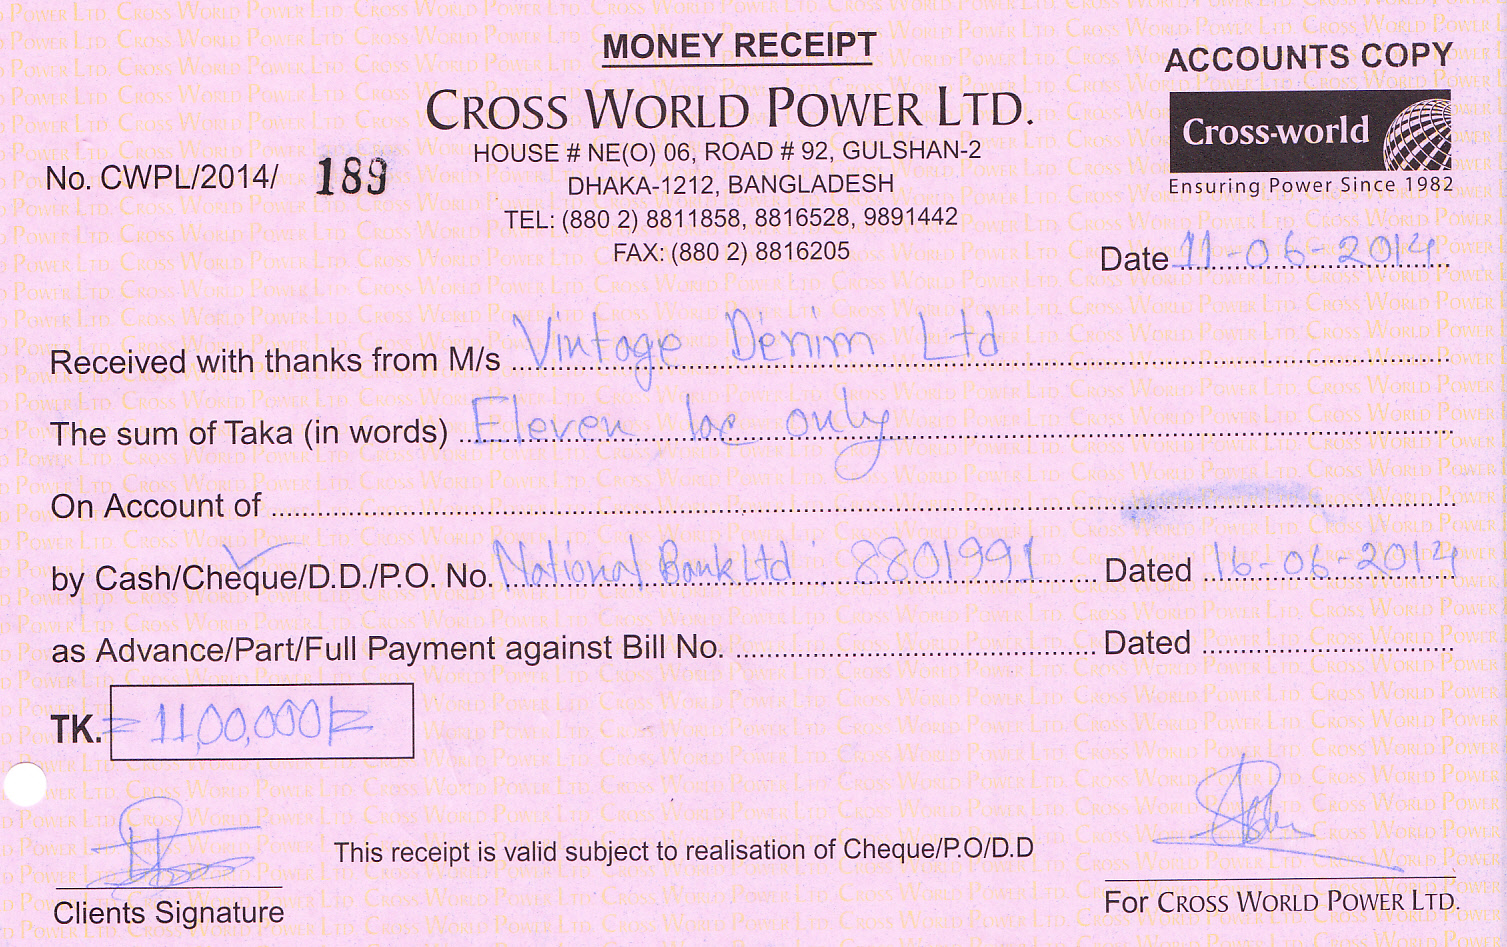 MONEY RECEIPT
ACCOUNTS COPY
CROSS WORLD POWER LTD.
Cross-world
Ensuring Power Since 1982
HOUSE # NE(O) 06, ROAD # 92, GULSHAN-2
DHAKA-1212, BANGLADESH
TEL: (880 2) 8811858, 8816528, 9891442
FAX: (880 2) 8816205
No. CWPL/2014/ 189
Date 11-06-2014
Received with thanks from M/s Vintage Denim Ltd
The sum of Taka (in words) Eleven lac only
On Account of
by Cash/Cheque/D.D./P.O. No. National Bank Ltd 8801991 Dated 16-06-2014
as Advance/Part/Full Payment against Bill No. Dated
TK. = 11,00,000/=
This receipt is valid subject to realisation of Cheque/P.O/D.D
Clients Signature
For CROSS WORLD POWER LTD.